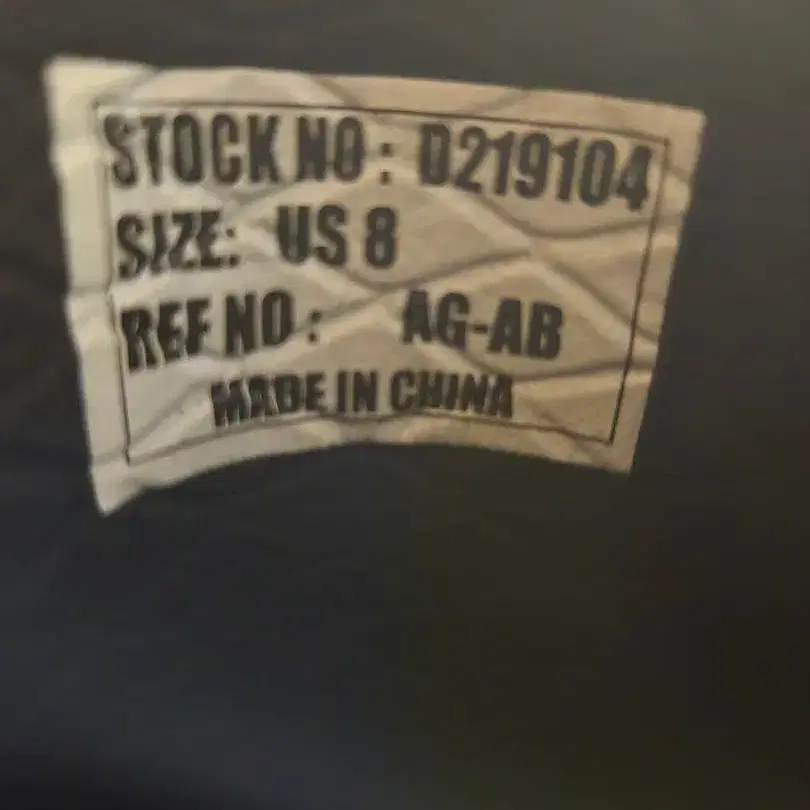 STOCK NO: D219104
SIZE: US 8
REF NO: AG-AB
MADE IN CHINA